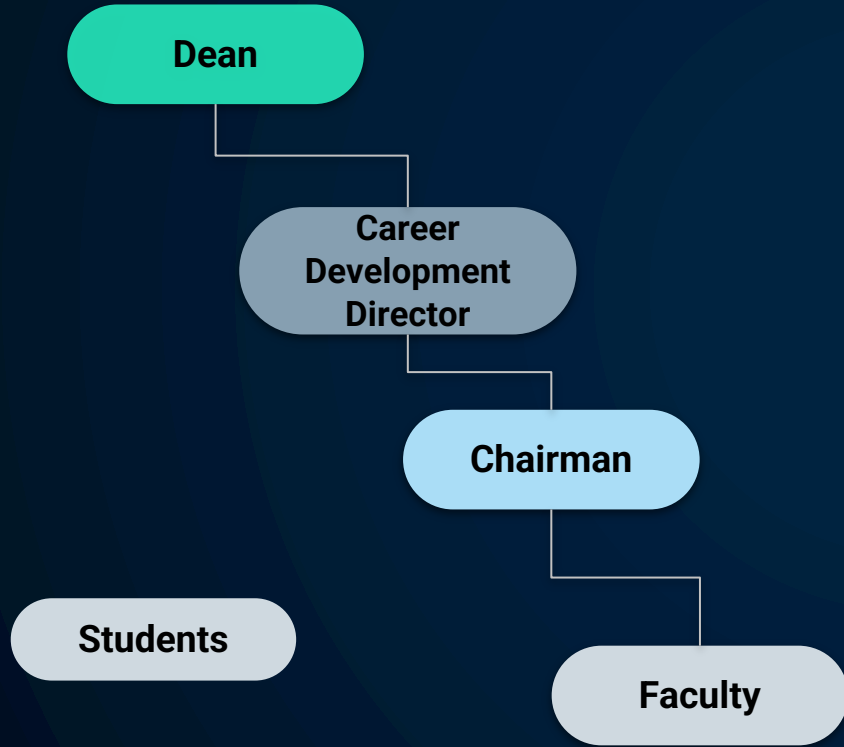 Dean
Career
Development
Director
Chairman
Students
Faculty